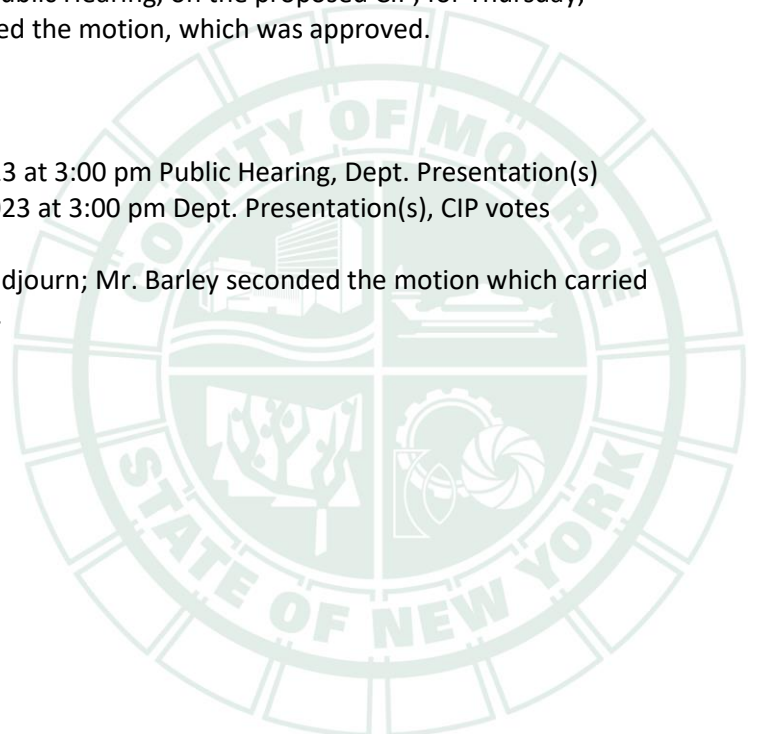 ublic Hearing, on the proposed CIP, for Thursday,
ed the motion, which was approved.
3 at 3:00 pm Public Hearing, Dept. Presentation(s)
023 at 3:00 pm Dept. Presentation(s), CIP votes
djourn; Mr. Barley seconded the motion which carried
COUNTY OF MONROE
STATE OF NEW YORK